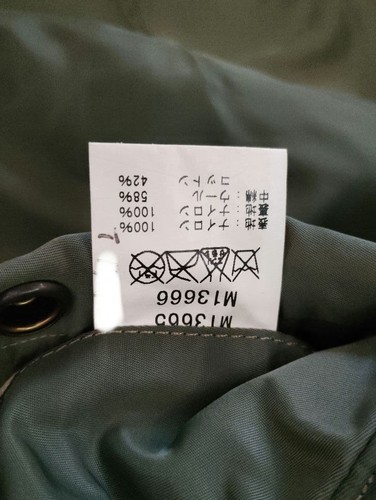 M13665
M13666
表地：ナイロン 100%
裏地：ナイロン 100%
中綿：ウール 58%
コットン 42%